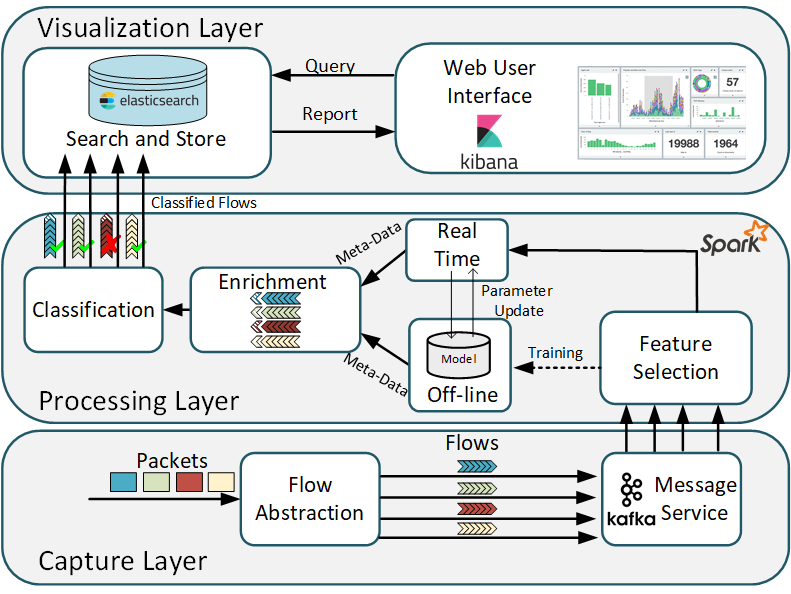 Visualization Layer
elasticsearch
Search and Store
Query
Report
Web User
Interface
kibana
57
19988
1964
Classified Flows
Spark
Classification
Enrichment
Meta-Data
Meta-Data
Real
Time
Parameter
Update
Model
Off-line
Training
Feature
Selection
Processing Layer
Packets
Flow
Abstraction
Flows
kafka
Message
Service
Capture Layer